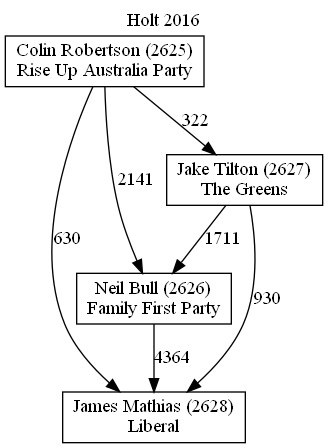 Holt 2016
Colin Robertson (2625)
Rise Up Australia Party
322
Jake Tilton (2627)
The Greens
2141
630
1711
Neil Bull (2626)
Family First Party
930
4364
James Mathias (2628)
Liberal